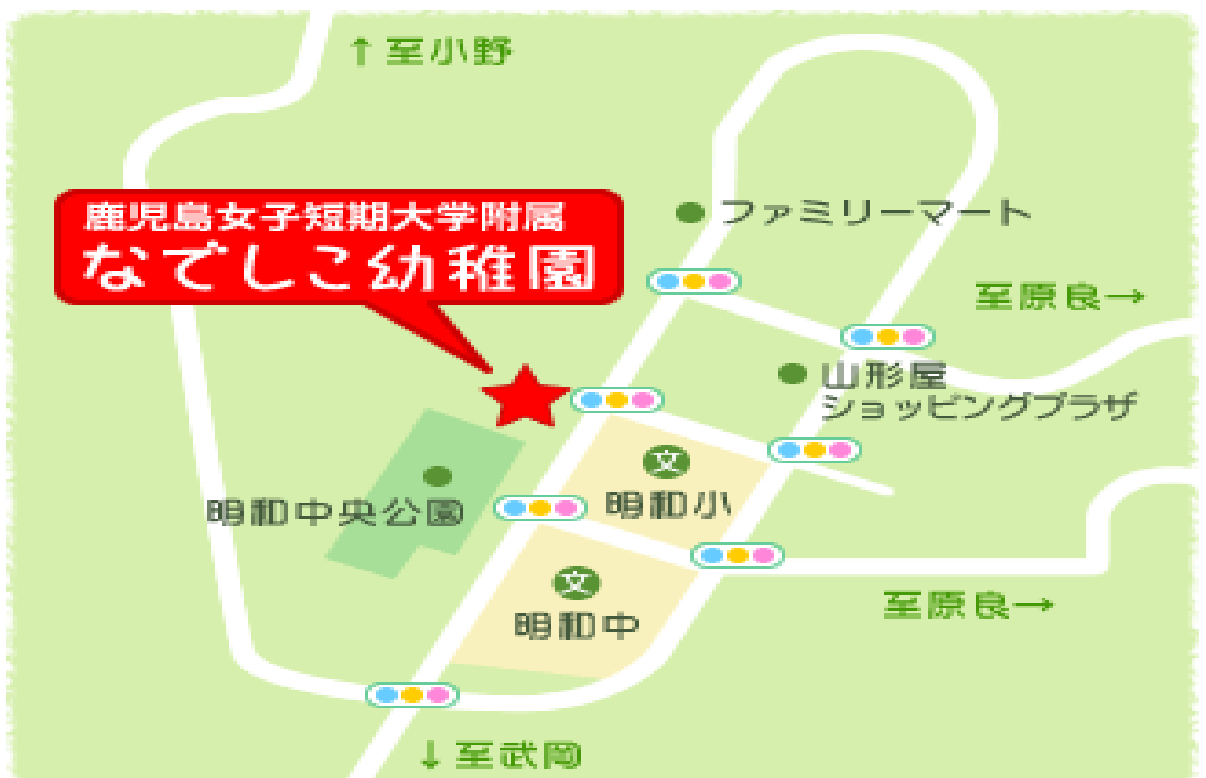 ↑至小野
鹿児島女子短期大学附属
なでしこ幼稚園
ファミリーマート
至原良→
山形屋
ショッピングプラザ
文
明和小
明和中央公園
文
明和中
至原良→
↓至武岡